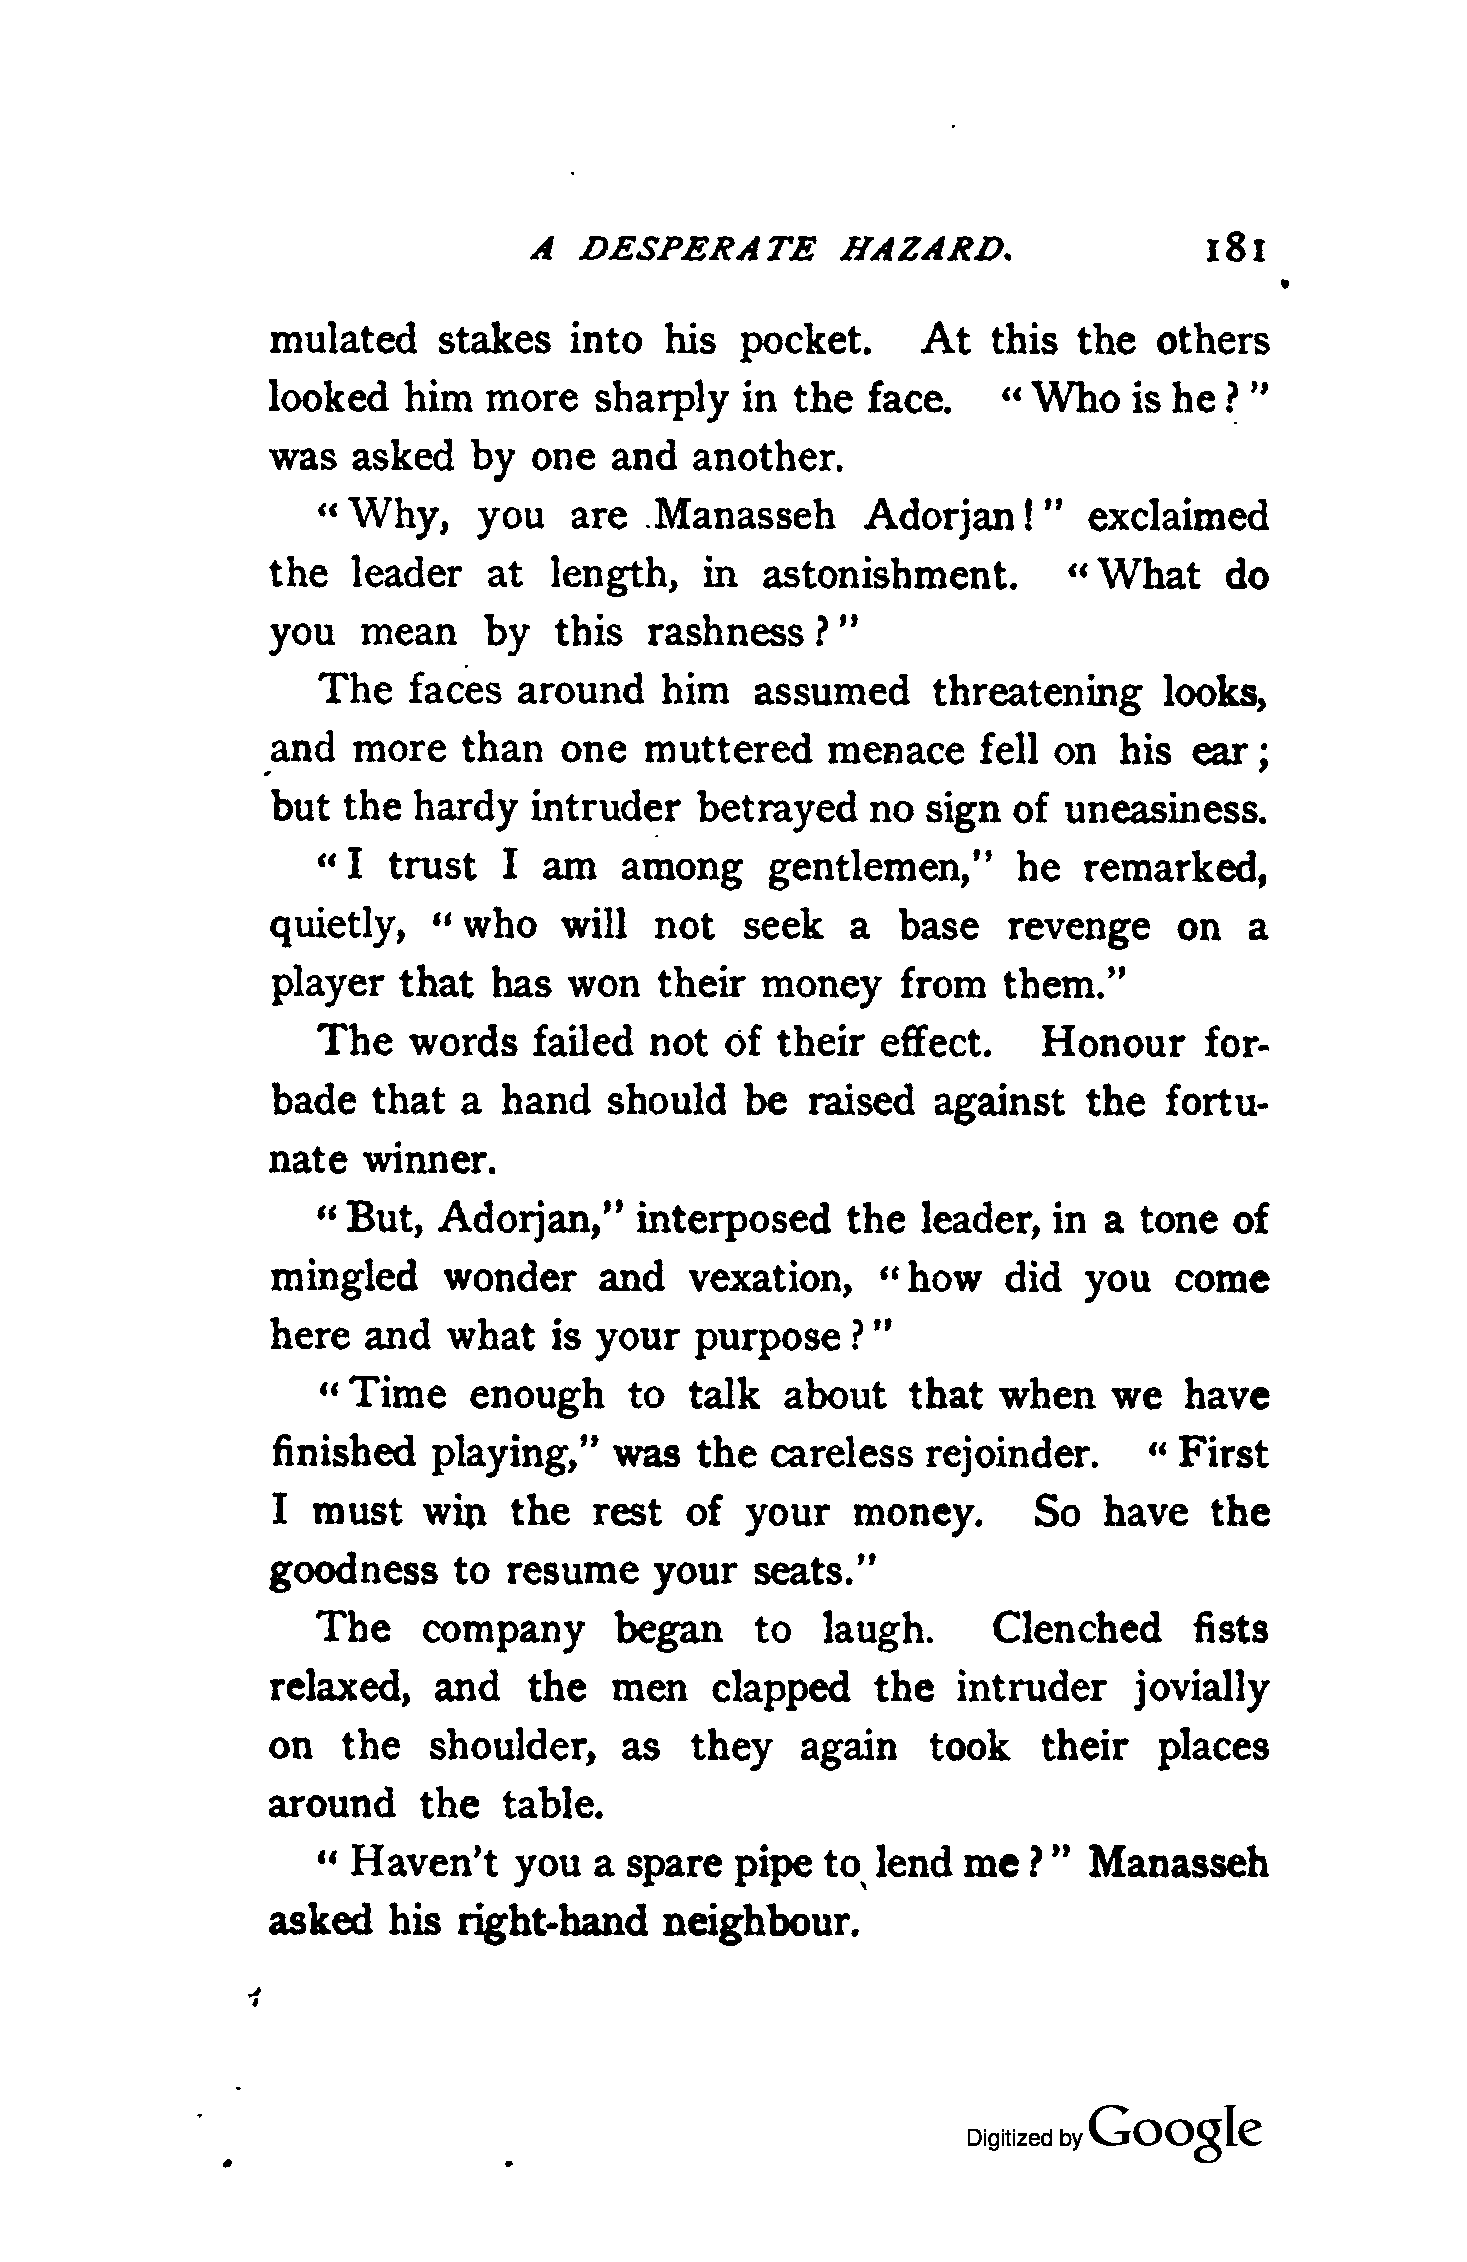 A DESPERATE HAZARD. 181
mulated stakes into his pocket. At this the others
looked him more sharply in the face. "Who is he?"
was asked by one and another.
"Why, you are Manasseh Adorjan!" exclaimed
the leader at length, in astonishment. "What do
you mean by this rashness?"
The faces around him assumed threatening looks,
and more than one muttered menace fell on his ear;
but the hardy intruder betrayed no sign of uneasiness.
"I trust I am among gentlemen," he remarked,
quietly, "who will not seek a base revenge on a
player that has won their money from them."
The words failed not of their effect. Honour for-
bade that a hand should be raised against the fortu-
nate winner.
"But, Adorjan," interposed the leader, in a tone of
mingled wonder and vexation, "how did you come
here and what is your purpose?"
"Time enough to talk about that when we have
finished playing," was the careless rejoinder. "First
I must win the rest of your money. So have the
goodness to resume your seats."
The company began to laugh. Clenched fists
relaxed, and the men clapped the intruder jovially
on the shoulder, as they again took their places
around the table.
"Haven't you a spare pipe to lend me?" Manasseh
asked his right-hand neighbour.
Digitized by Google